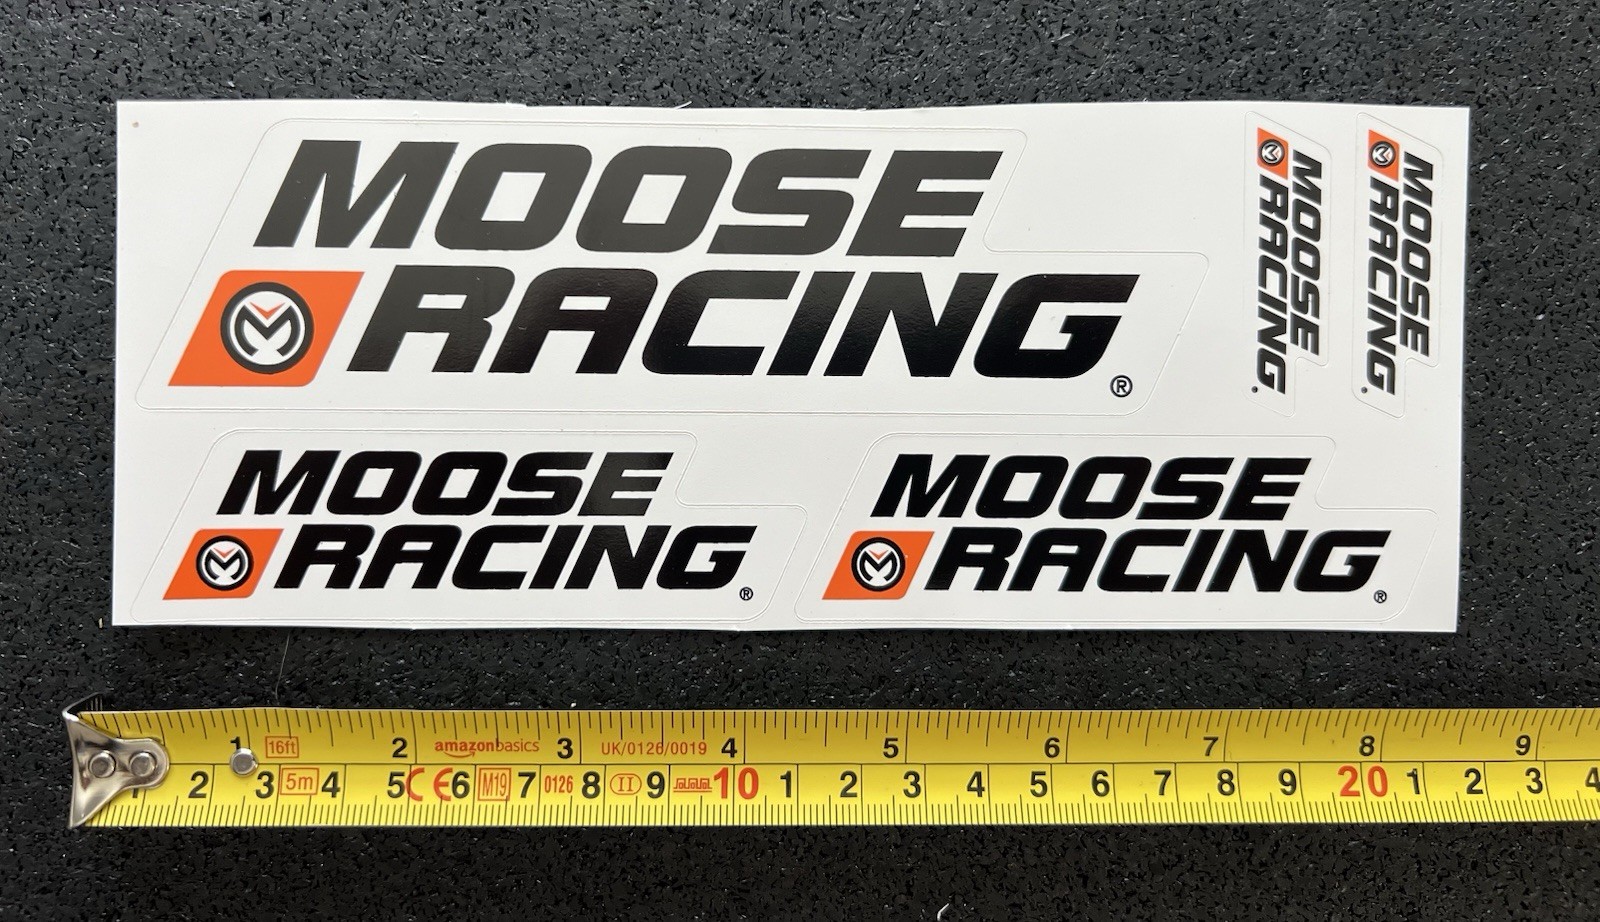 MOOSE
RACING®
MOOSE
RACING®
MOOSE
RACING®
MOOSE
RACING
MOOSE
RACING
1 16ft 2 amazonbasics 3 UK/0126/0019 4 5 6 7 8 9
1 2 3 5m 4 5 CE 6 M19 7 0126 8 II 9 10 1 2 3 4 5 6 7 8 9 20 1 2 3 4